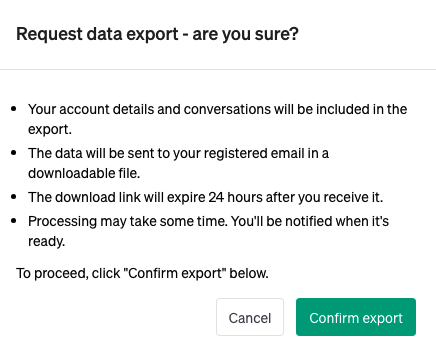 Request data export - are you sure?
Your account details and conversations will be included in the
export.
The data will be sent to your registered email in a
downloadable file.
The download link will expire 24 hours after you receive it.
Processing may take some time. You'll be notified when it's
ready.
To proceed, click "Confirm export" below.
Cancel
Confirm export